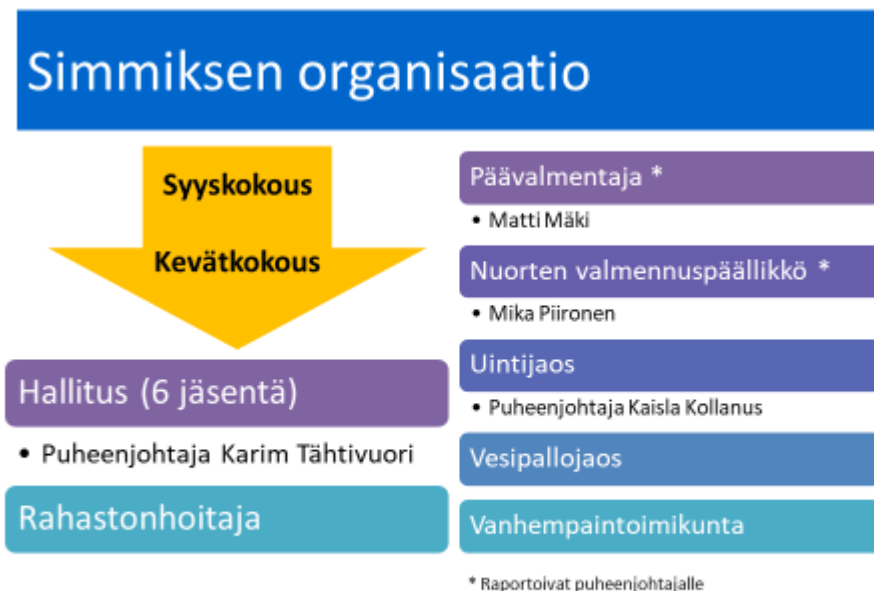 Simmiksen organisaatio
Syyskokous
Kevätkokous
Hallitus (6 jäsentä)
• Puheenjohtaja Karim Tähtivuori
Rahastonhoitaja
Päävalmentaja *
• Matti Mäki
Nuorten valmennuspäällikkö *
• Mika Piironen
Uintijaos
• Puheenjohtaja Kaisla Kollanus
Vesipallojaos
Vanhempaintoimikunta
* Raportoivat puheenjohtajalle